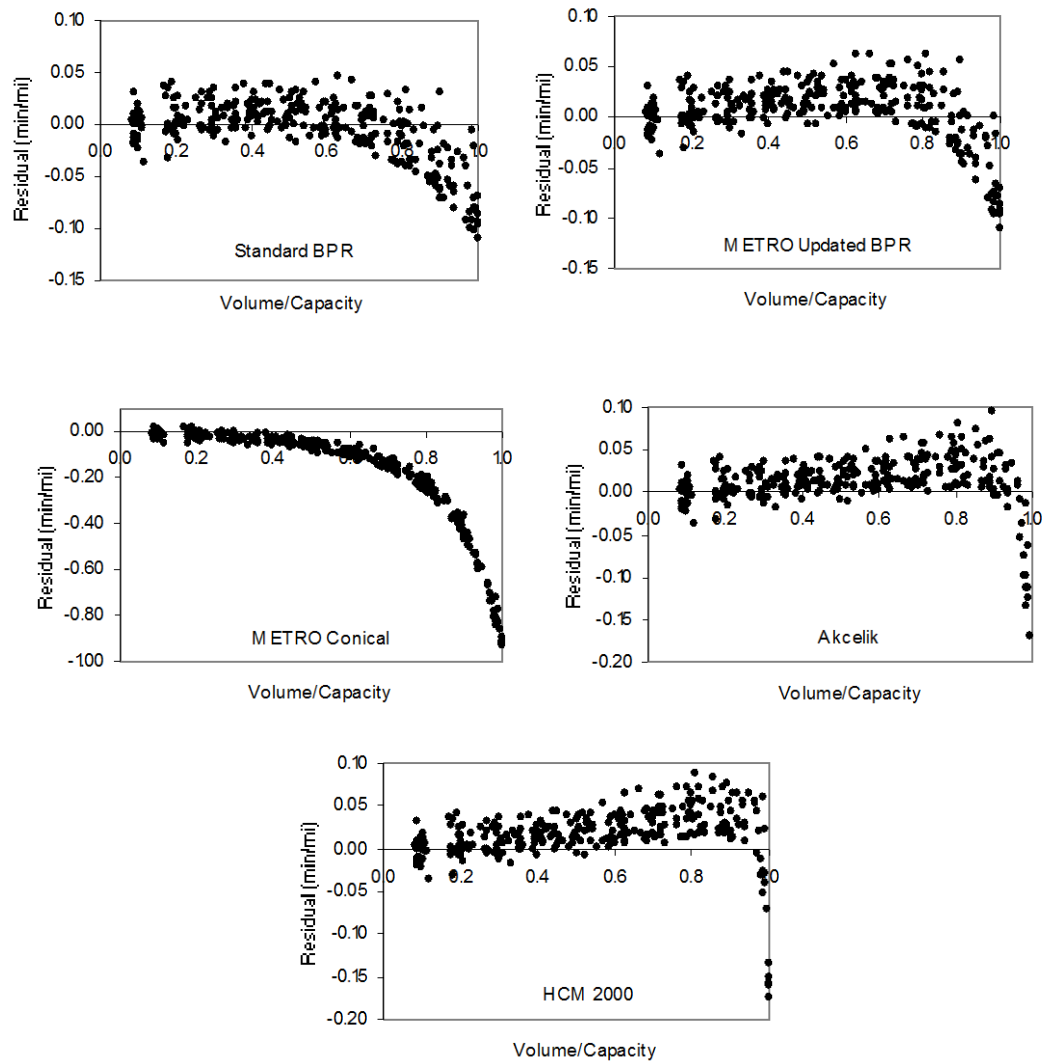 0.10
0.05
0.00
-0.05
-0.10
-0.15
0.0 0.2 0.4 0.6 0.8 1.0
Residual (min/mi)
Standard BPR
Volume/Capacity
0.10
0.05
0.00
-0.05
-0.10
-0.15
0.0 0.2 0.4 0.6 0.8 1.0
Residual (min/mi)
METRO Updated BPR
Volume/Capacity
0.00
-0.20
-0.40
-0.60
-0.80
-1.00
0.0 0.2 0.4 0.6 0.8 1.0
Residual (min/mi)
METRO Conical
Volume/Capacity
0.10
0.05
0.00
-0.05
-0.10
-0.15
-0.20
0.0 0.2 0.4 0.6 0.8 1.0
Residual (min/mi)
Akcelik
Volume/Capacity
0.10
0.05
0.00
-0.05
-0.10
-0.15
-0.20
0.0 0.2 0.4 0.6 0.8 1.0
Residual (min/mi)
HCM 2000
Volume/Capacity